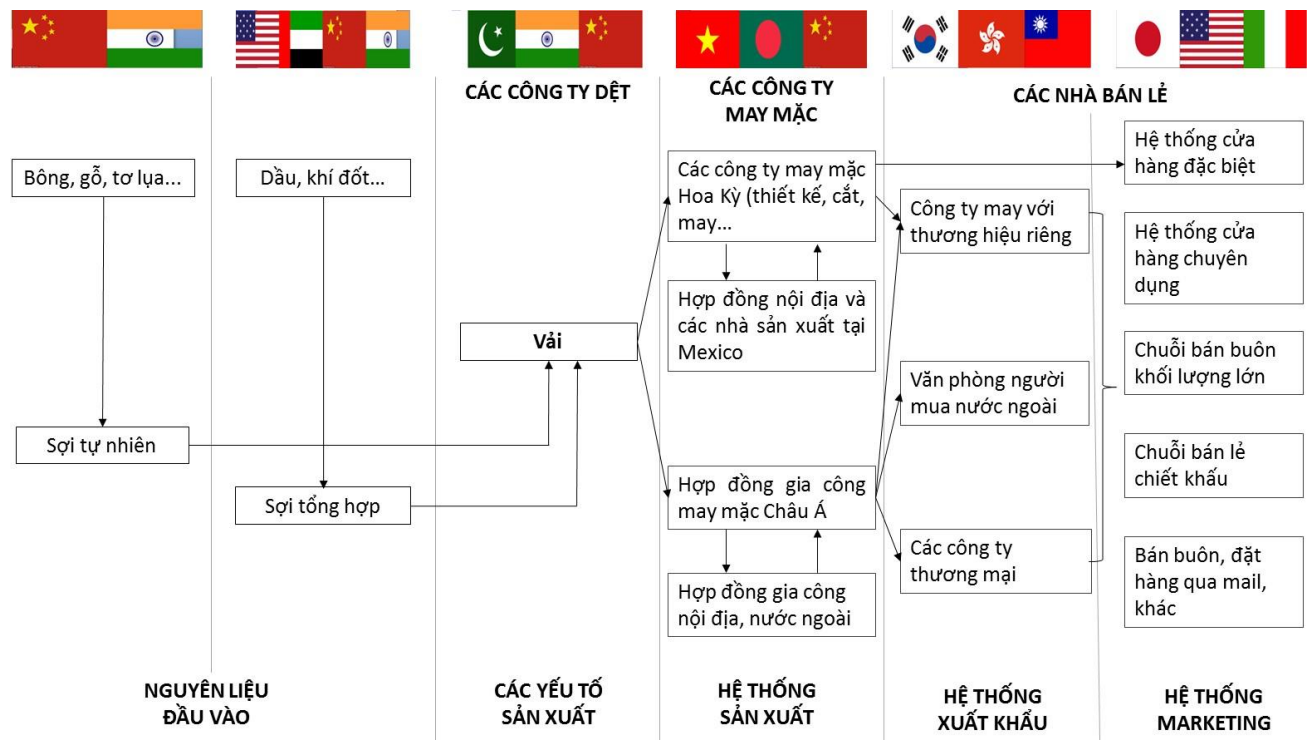 CÁC CÔNG TY DỆT
CÁC CÔNG TY
MAY MẶC
CÁC NHÀ BÁN LẺ
Bông, gỗ, tơ lụa...
Dầu, khí đốt...
Các công ty may mặc
Hoa Kỳ (thiết kế, cắt,
may...
Hệ thống cửa
hàng đặc biệt
Công ty may với
thương hiệu riêng
Hệ thống cửa
hàng chuyên
dụng
Hợp đồng nội địa và
các nhà sản xuất tại
Mexico
Vải
Chuỗi bán buôn
khối lượng lớn
Văn phòng người
mua nước ngoài
Sợi tự nhiên
Chuỗi bán lẻ
chiết khấu
Sợi tổng hợp
Hợp đồng gia công
may mặc Châu Á
Các công ty
thương mại
Bán buôn, đặt
hàng qua mail,
khác
Hợp đồng gia công
nội địa, nước ngoài
NGUYÊN LIỆU
ĐẦU VÀO
CÁC YẾU TỐ
SẢN XUẤT
HỆ THỐNG
SẢN XUẤT
HỆ THỐNG
XUẤT KHẨU
HỆ THỐNG
MARKETING